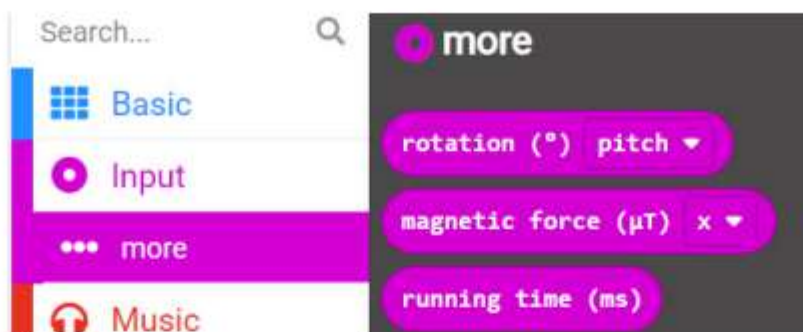 Search...
Basic
Input
more
Music
more
rotation (°) pitch
magnetic force (µT) x
running time (ms)